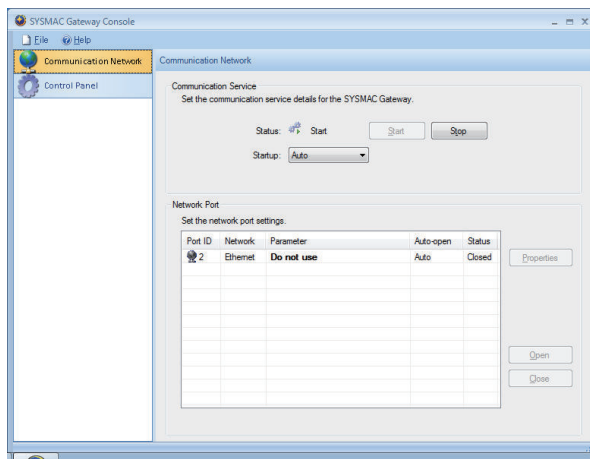 SYSMAC Gateway Console
File Help
Communication Network
Control Panel
Communication Network
Communication Service
Set the communication service details for the SYSMAC Gateway.
Status: Start Start Stop
Startup: Auto
Network Port
Set the network port settings.
Port ID Network Parameter Auto-open Status
2 Ethernet Do not use Auto Closed
Properties
Open
Close